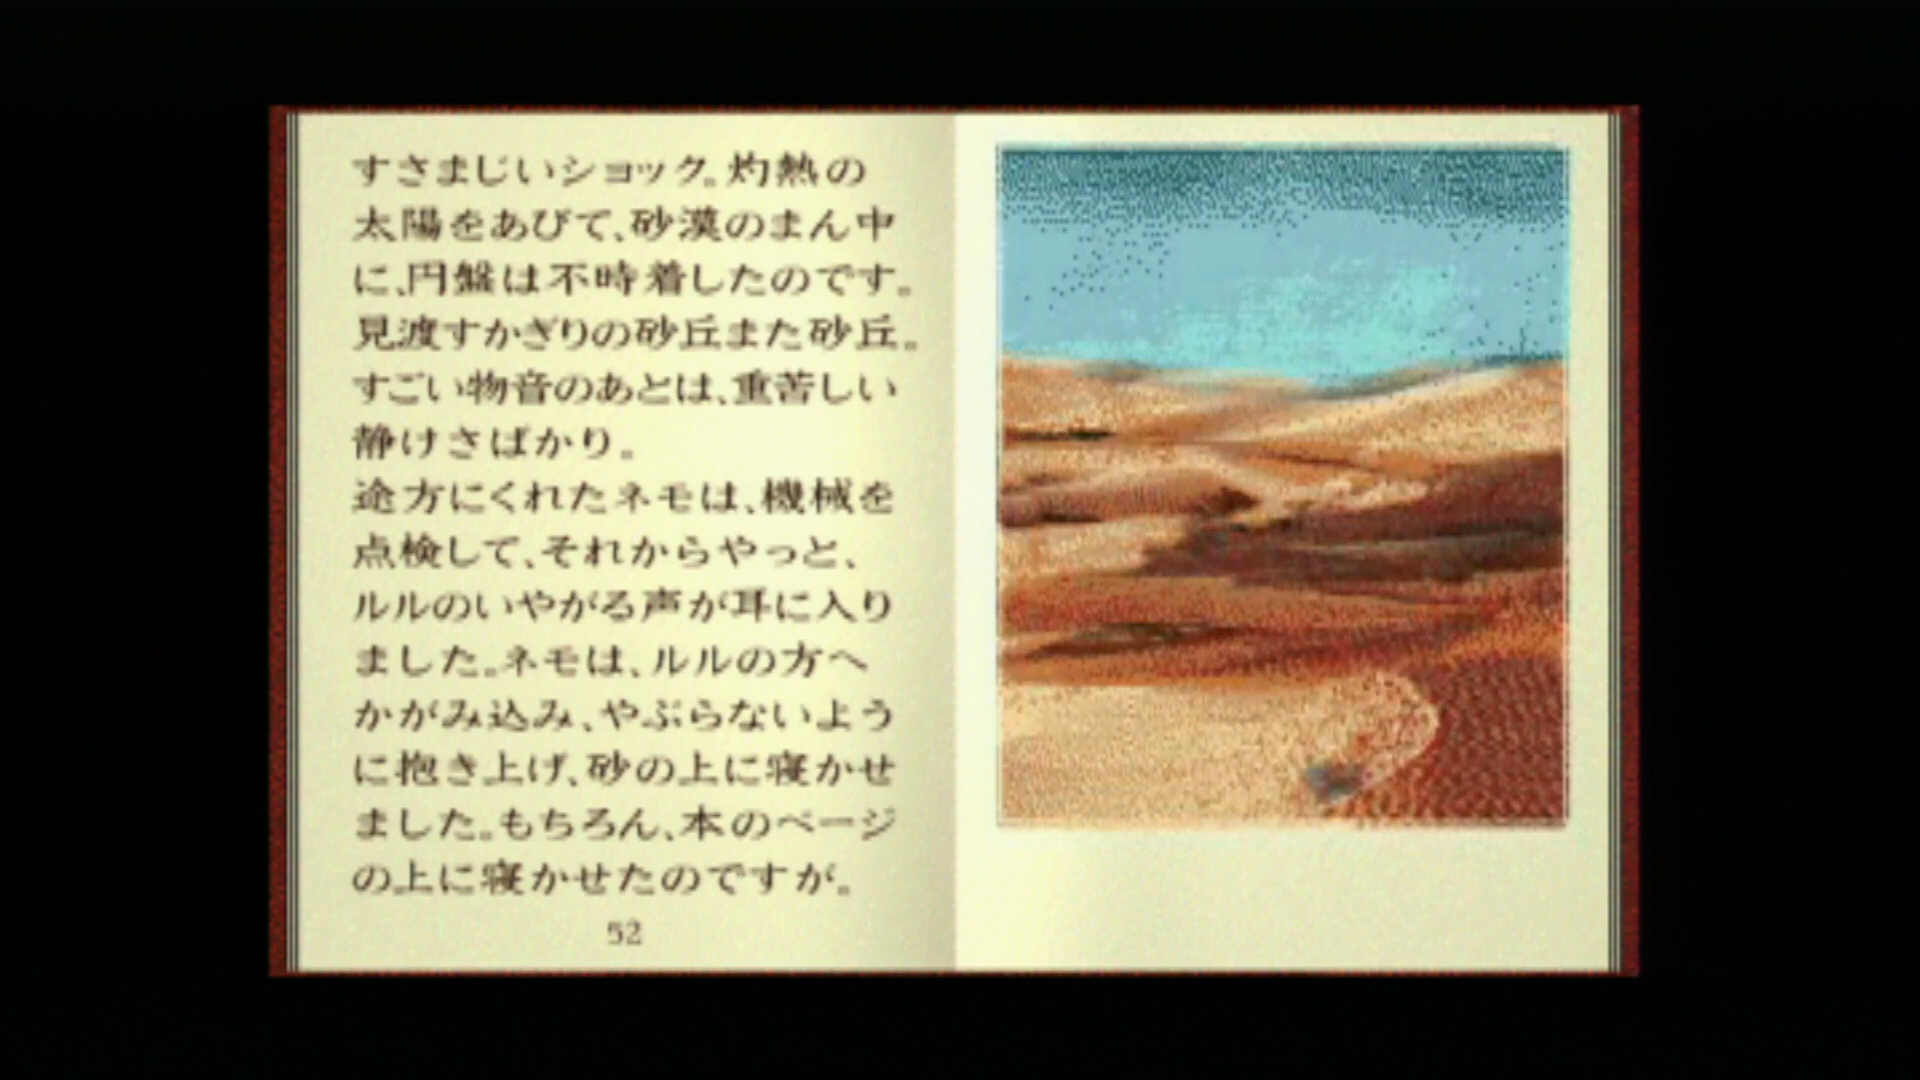 すさまじいショック。灼熱の
太陽をあびて、砂漠のまん中
に、円盤は不時着したのです。
見渡すかぎりの砂丘また砂丘。
すごい物音のあとは、重苦しい
静けさばかり。
途方にくれたネモは、機械を
点検して、それからやっと、
ルルのいやがる声が耳に入り
ました。ネモは、ルルの方へ
かがみ込み、やぶらないよう
に抱き上げ、砂の上に寝かせ
ました。もちろん、本のページ
の上に寝かせたのですが。
52